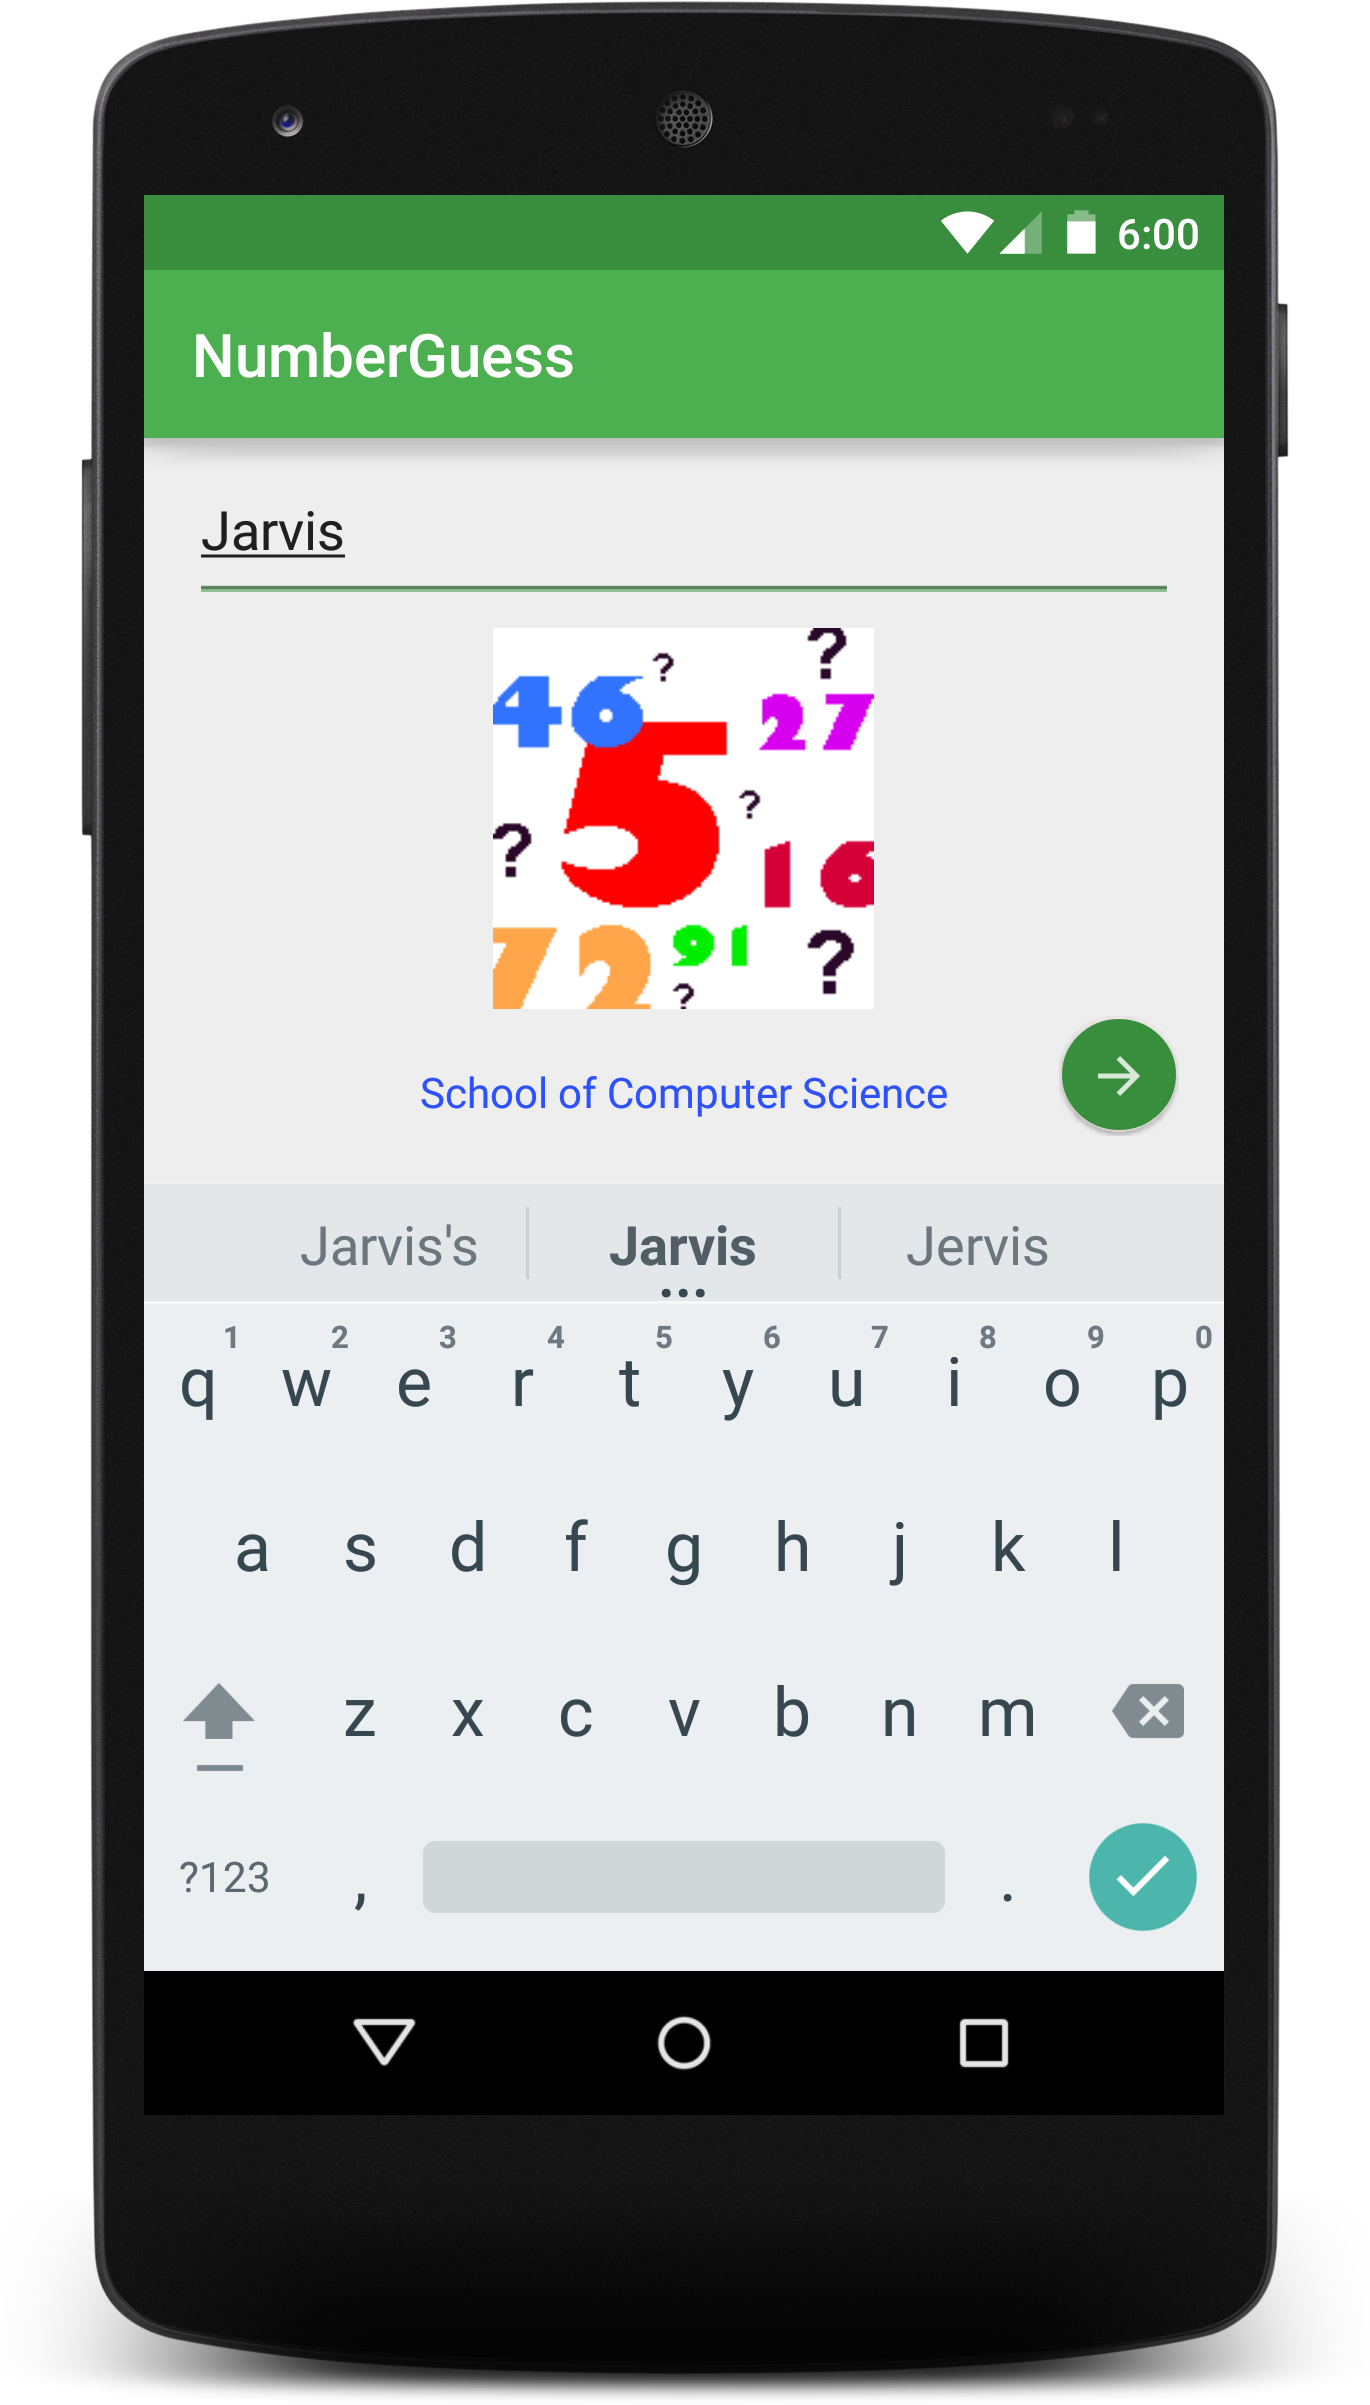 6:00
NumberGuess
Jarvis
?
?
46
27
5
?
?
16
72
91
?
?
School of Computer Science
Jarvis's Jarvis Jervis
1 2 3 4 5 6 7 8 9 0
q w e r t y u i o p
a s d f g h j k l
z x c v b n m
?123 , .